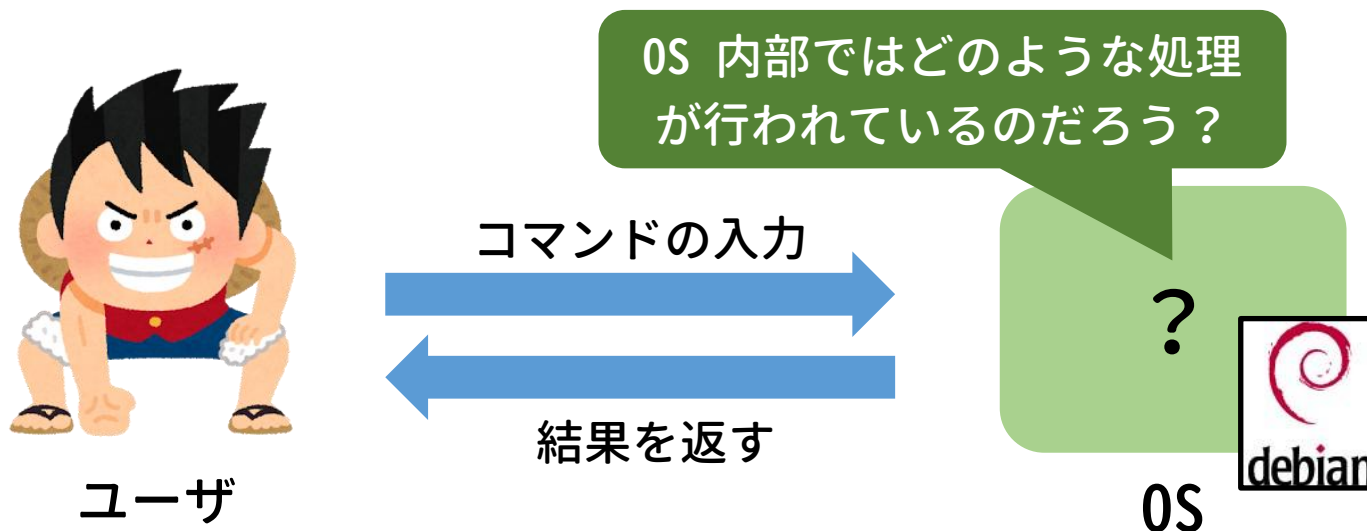 OS 内部ではどのような処理
が行われているのだろう?
コマンドの入力
?
debian
結果を返す
ユーザ
OS